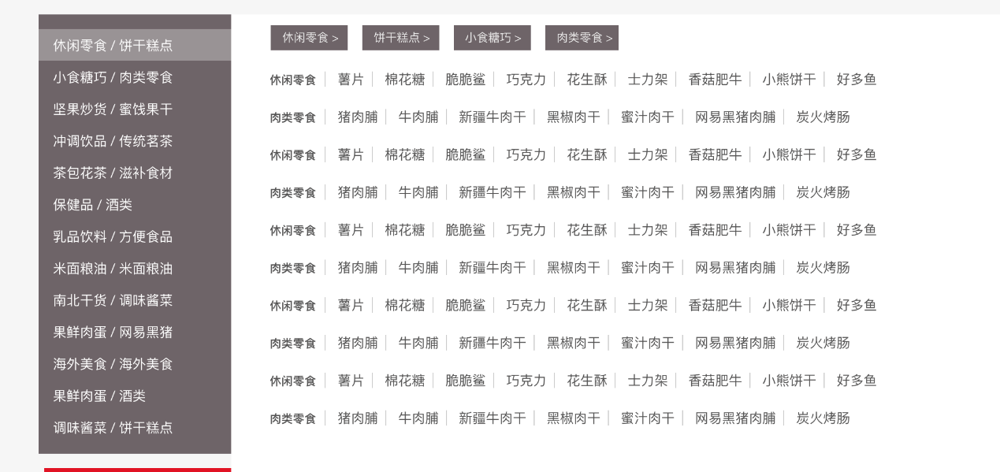 休闲零食 / 饼干糕点
小食糖巧 / 肉类零食
坚果炒货 / 蜜饯果干
冲调饮品 / 传统茗茶
茶包花茶 / 滋补食材
保健品 / 酒类
乳品饮料 / 方便食品
米面粮油 / 米面粮油
南北干货 / 调味酱菜
果鲜肉蛋 / 网易黑猪
海外美食 / 海外美食
果鲜肉蛋 / 酒类
调味酱菜 / 饼干糕点
休闲零食 > 饼干糕点 > 小食糖巧 > 肉类零食 >
休闲零食 薯片 棉花糖 脆脆鲨 巧克力 花生酥 士力架 香菇肥牛 小熊饼干 好多鱼
肉类零食 猪肉脯 牛肉脯 新疆牛肉干 黑椒肉干 蜜汁肉干 网易黑猪肉脯 炭火烤肠
休闲零食 薯片 棉花糖 脆脆鲨 巧克力 花生酥 士力架 香菇肥牛 小熊饼干 好多鱼
肉类零食 猪肉脯 牛肉脯 新疆牛肉干 黑椒肉干 蜜汁肉干 网易黑猪肉脯 炭火烤肠
休闲零食 薯片 棉花糖 脆脆鲨 巧克力 花生酥 士力架 香菇肥牛 小熊饼干 好多鱼
肉类零食 猪肉脯 牛肉脯 新疆牛肉干 黑椒肉干 蜜汁肉干 网易黑猪肉脯 炭火烤肠
休闲零食 薯片 棉花糖 脆脆鲨 巧克力 花生酥 士力架 香菇肥牛 小熊饼干 好多鱼
肉类零食 猪肉脯 牛肉脯 新疆牛肉干 黑椒肉干 蜜汁肉干 网易黑猪肉脯 炭火烤肠
休闲零食 薯片 棉花糖 脆脆鲨 巧克力 花生酥 士力架 香菇肥牛 小熊饼干 好多鱼
肉类零食 猪肉脯 牛肉脯 新疆牛肉干 黑椒肉干 蜜汁肉干 网易黑猪肉脯 炭火烤肠